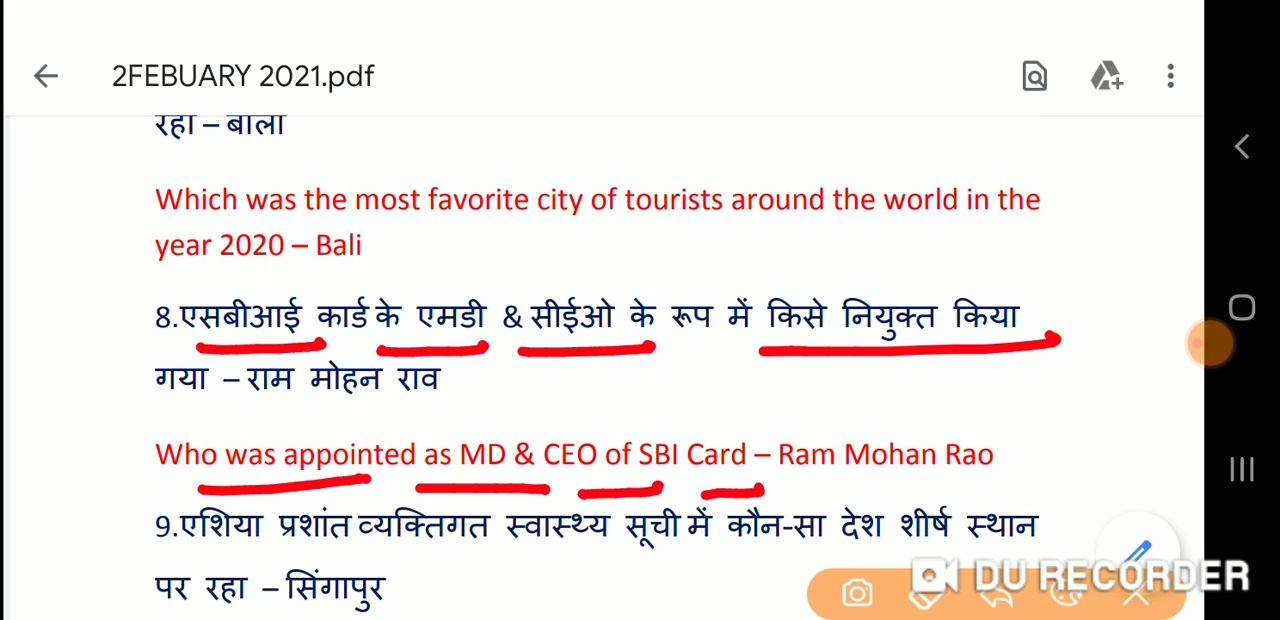 2FEBUARY 2021.pdf
रहा – बाली
Which was the most favorite city of tourists around the world in the
year 2020 – Bali
8.एसबीआई कार्ड के एमडी & सीईओ के रूप में किसे नियुक्त किया
गया – राम मोहन राव
Who was appointed as MD & CEO of SBI Card – Ram Mohan Rao
9.एशिया प्रशांत व्यक्तिगत स्वास्थ्य सूची में कौन-सा देश शीर्ष स्थान
पर रहा – सिंगापुर
DU RECORDER